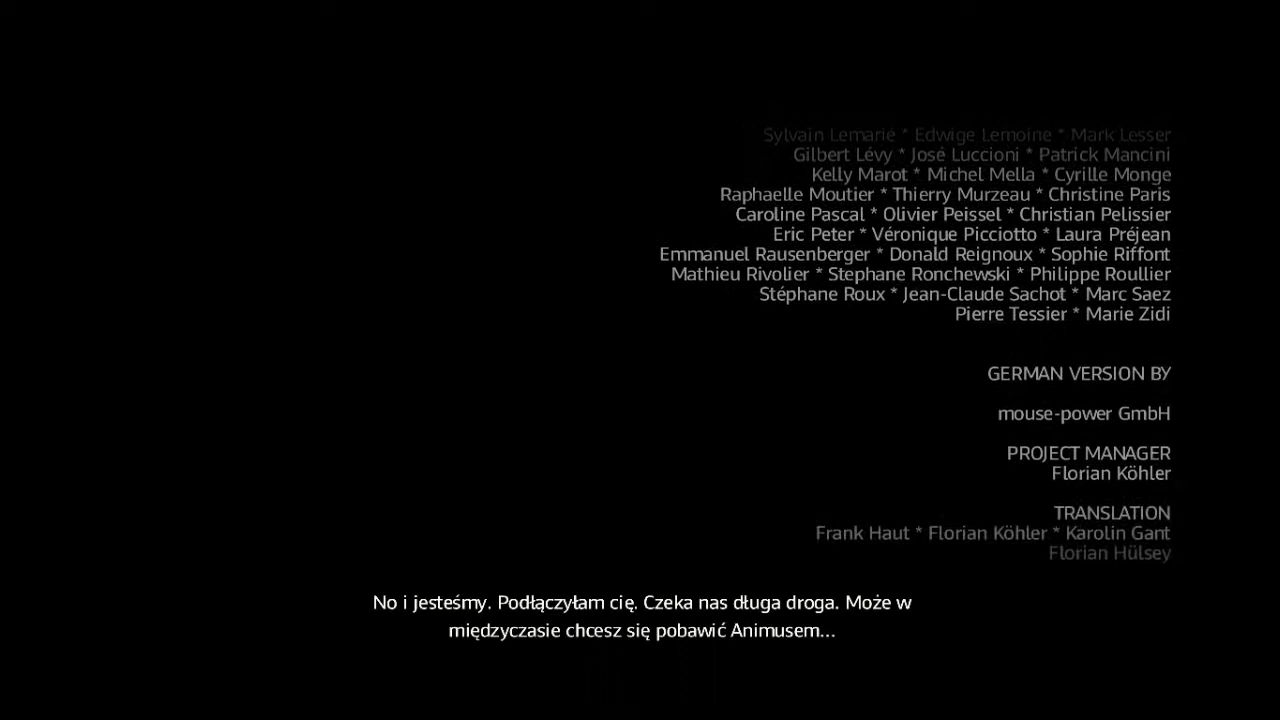 Sylvain Lemarié * Edwige Lemoine * Mark Lesser
Gilbert Lévy * José Luccioni * Patrick Mancini
Kelly Marot * Michel Mella * Cyrille Monge
Raphaelle Moutier * Thierry Murzeau * Christine Paris
Caroline Pascal * Olivier Peissel * Christian Pelissier
Eric Peter * Véronique Picciotto * Laura Préjean
Emmanuel Rausenberger * Donald Reignoux * Sophie Riffont
Mathieu Rivolier * Stephane Ronchewski * Philippe Roullier
Stéphane Roux * Jean-Claude Sachot * Marc Saez
Pierre Tessier * Marie Zidi
GERMAN VERSION BY
mouse-power GmbH
PROJECT MANAGER
Florian Köhler
TRANSLATION
Frank Haut * Florian Köhler * Karolin Gant
Florian Hülsey
No i jesteśmy. Podłączyłam cię. Czeka nas długa droga. Może w
międzyczasie chcesz się pobawić Animusem...